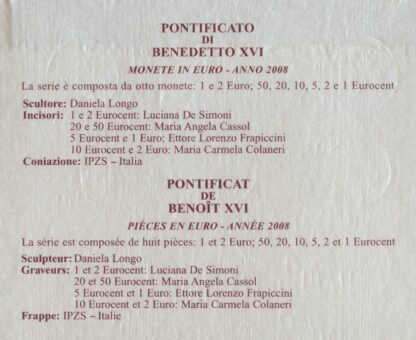 PONTIFICATO
DI
BENEDETTO XVI
MONETE IN EURO - ANNO 2008
La serie è composta da otto monete: 1 e 2 Euro; 50, 20, 10, 5, 2 e 1 Eurocent
Scultore: Daniela Longo
Incisori: 1 e 2 Eurocent: Luciana De Simoni
20 e 50 Eurocent: Maria Angela Cassol
5 Eurocent e 1 Euro: Ettore Lorenzo Frapiccini
10 Eurocent e 2 Euro: Maria Carmela Colaneri
Coniazione: IPZS – Italia
PONTIFICAT
DE
BENOÎT XVI
PIÈCES EN EURO - ANNÉE 2008
La série est composée de huit pièces: 1 et 2 Euro; 50, 20, 10, 5, 2 et 1 Eurocent
Sculpteur: Daniela Longo
Graveurs: 1 et 2 Eurocent: Luciana De Simoni
20 et 50 Eurocent: Maria Angela Cassol
5 Eurocent et 1 Euro: Ettore Lorenzo Frapiccini
10 Eurocent et 2 Euro: Maria Carmela Colaneri
Frappe: IPZS – Italie